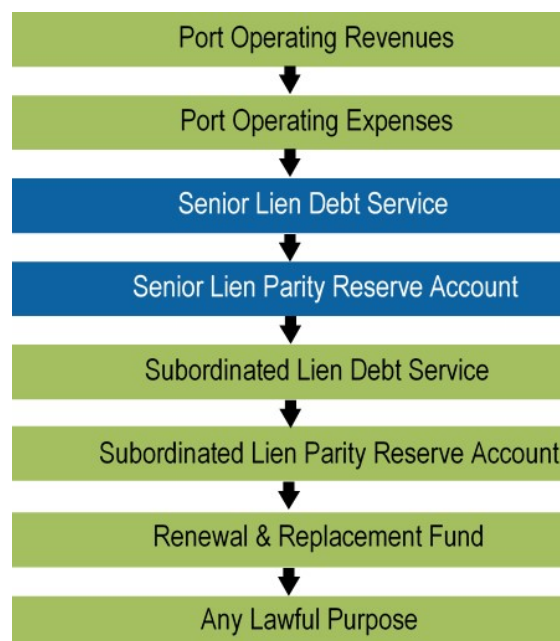 Port Operating Revenues
Port Operating Expenses
Senior Lien Debt Service
Senior Lien Parity Reserve Account
Subordinated Lien Debt Service
Subordinated Lien Parity Reserve Account
Renewal & Replacement Fund
Any Lawful Purpose